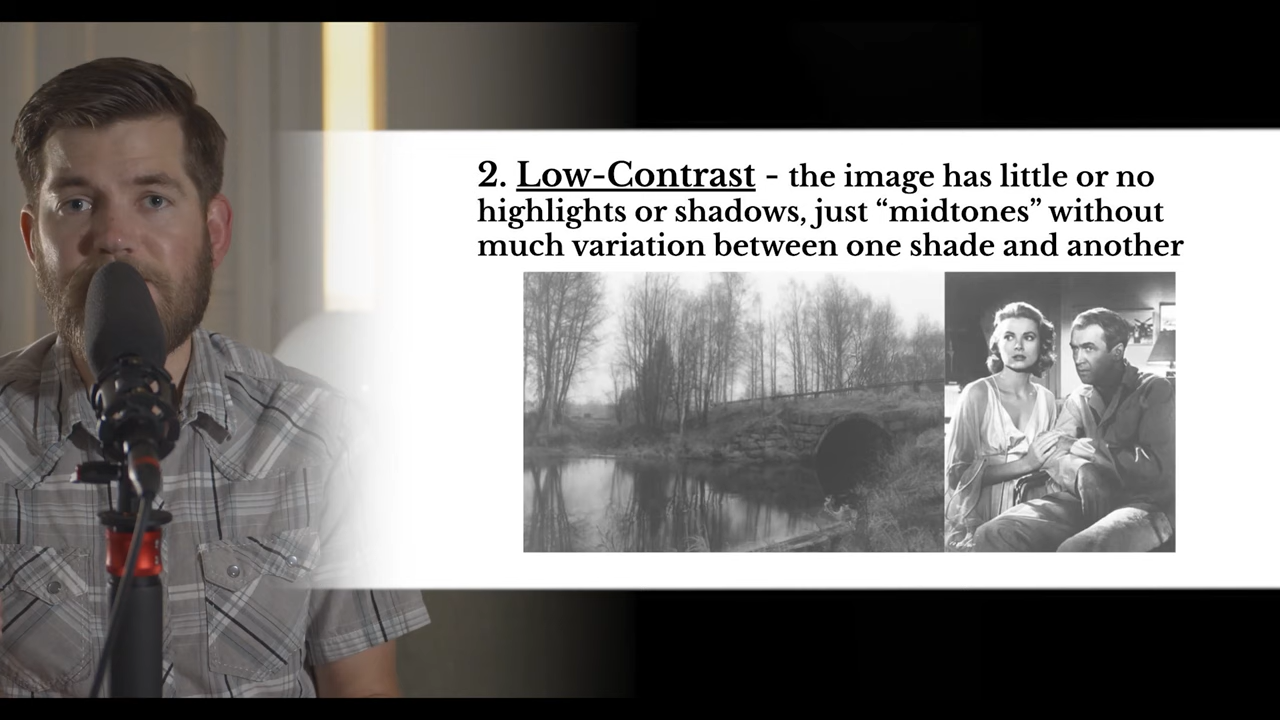 2. Low-Contrast - the image has little or no
highlights or shadows, just “midtones” without
much variation between one shade and another